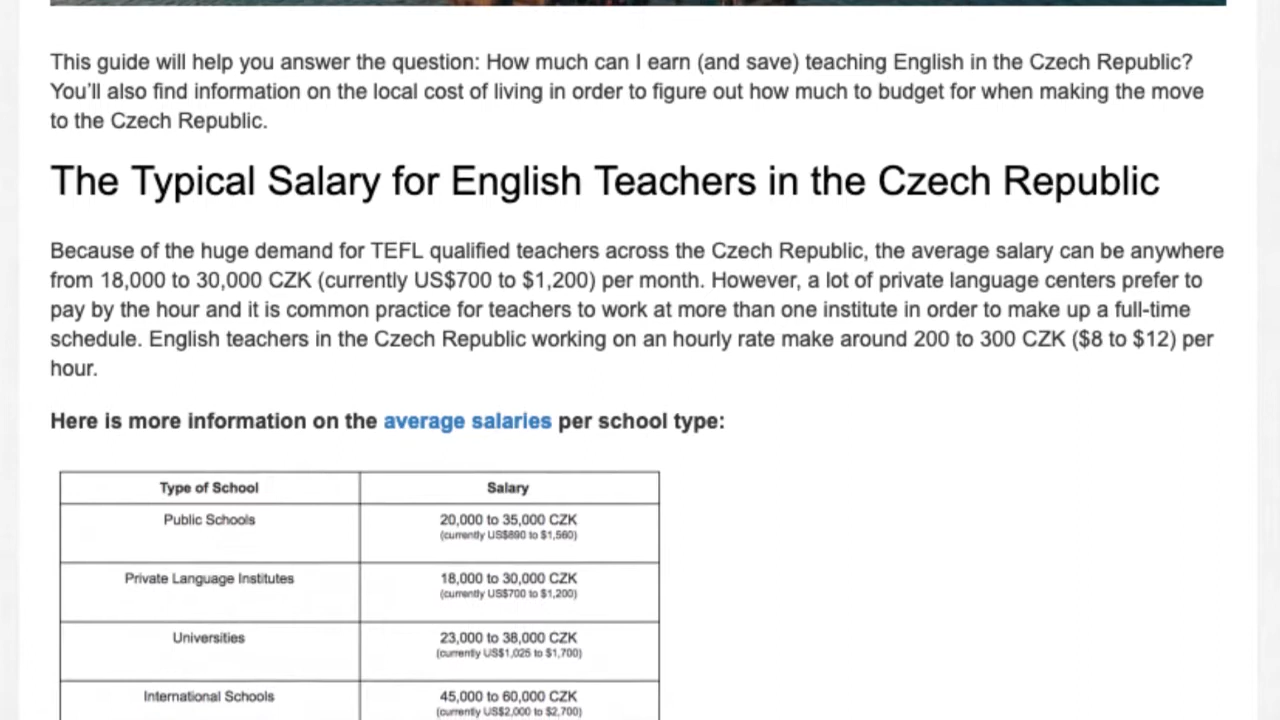 This guide will help you answer the question: How much can I earn (and save) teaching English in the Czech Republic?
You'll also find information on the local cost of living in order to figure out how much to budget for when making the move
to the Czech Republic.
The Typical Salary for English Teachers in the Czech Republic
Because of the huge demand for TEFL qualified teachers across the Czech Republic, the average salary can be anywhere
from 18,000 to 30,000 CZK (currently US$700 to $1,200) per month. However, a lot of private language centers prefer to
pay by the hour and it is common practice for teachers to work at more than one institute in order to make up a full-time
schedule. English teachers in the Czech Republic working on an hourly rate make around 200 to 300 CZK ($8 to $12) per
hour.
Here is more information on the average salaries per school type:
Type of School Salary
Public Schools 20,000 to 35,000 CZK
(currently US$890 to $1,560)
Private Language Institutes 18,000 to 30,000 CZK
(currently US$700 to $1,200)
Universities 23,000 to 38,000 CZK
(currently US$1,025 to $1,700)
International Schools 45,000 to 60,000 CZK
(currently US$2,000 to $2,700)